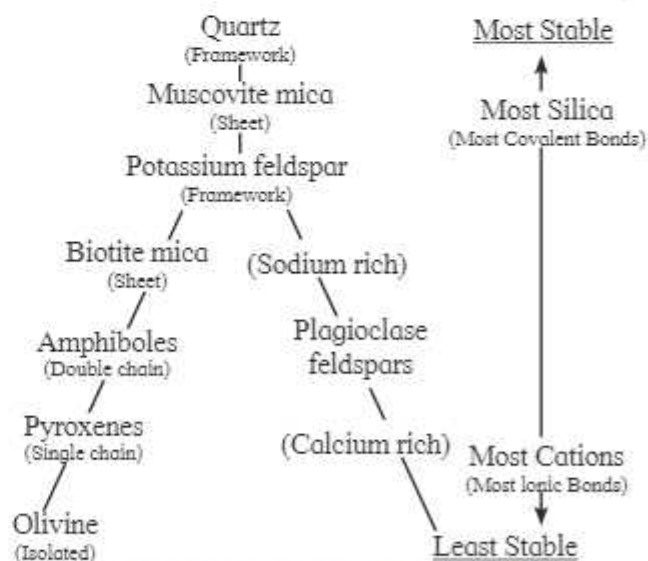 Quartz
(Framework)
Muscovite mica
(Sheet)
Potassium feldspar
(Framework)
Biotite mica
(Sheet)
Amphiboles
(Double chain)
Pyroxenes
(Single chain)
Olivine
(Isolated)
(Sodium rich)
Plagioclase
feldspars
(Calcium rich)
Most Stable
Most Silica
(Most Covalent Bonds)
Most Cations
(Most Ionic Bonds)
Least Stable